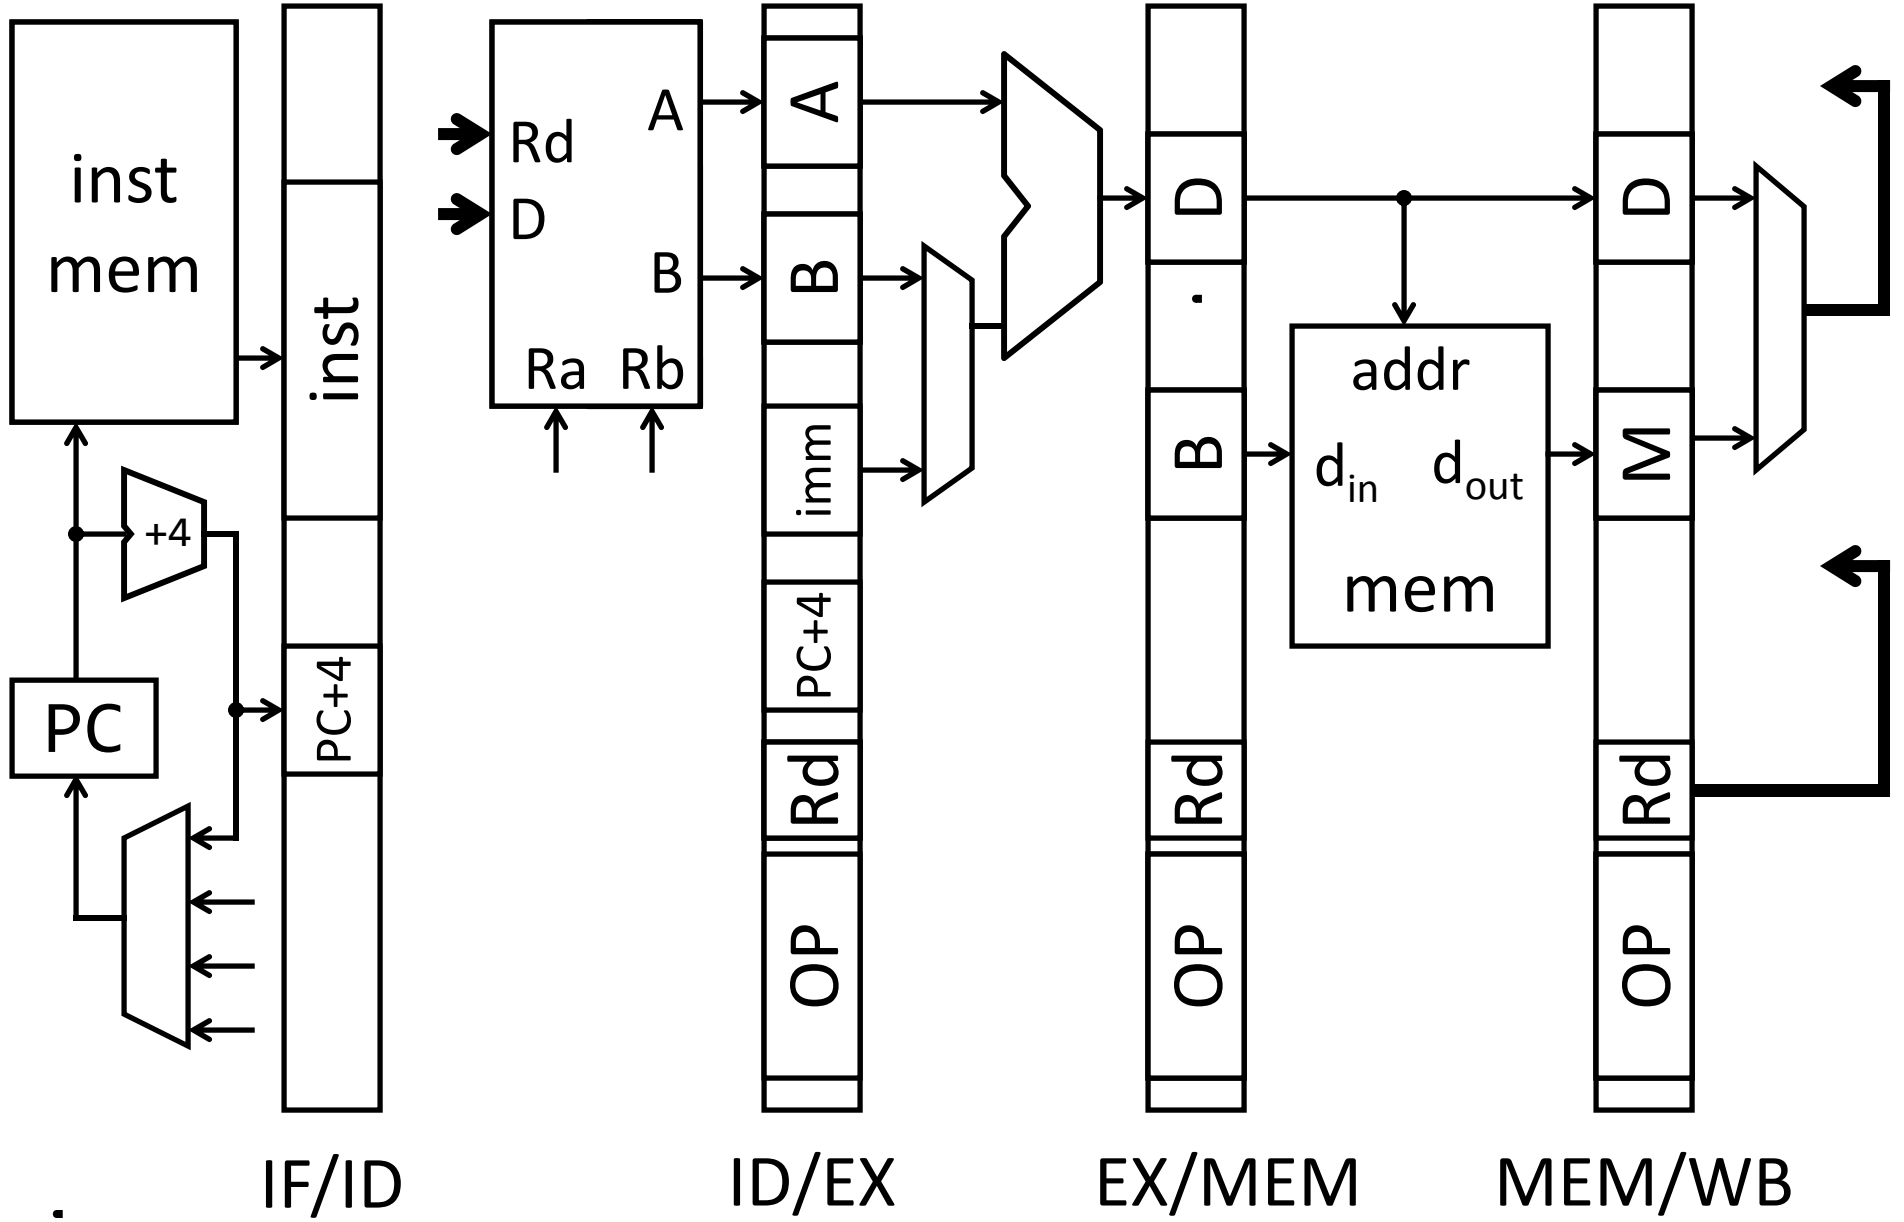 inst
mem
+4
PC
inst
PC+4
Rd
D
A
B
Ra Rb
A
B
imm
PC+4
Rd
OP
D
B
Rd
OP
addr
din dout
mem
D
M
Rd
OP
IF/ID ID/EX EX/MEM MEM/WB